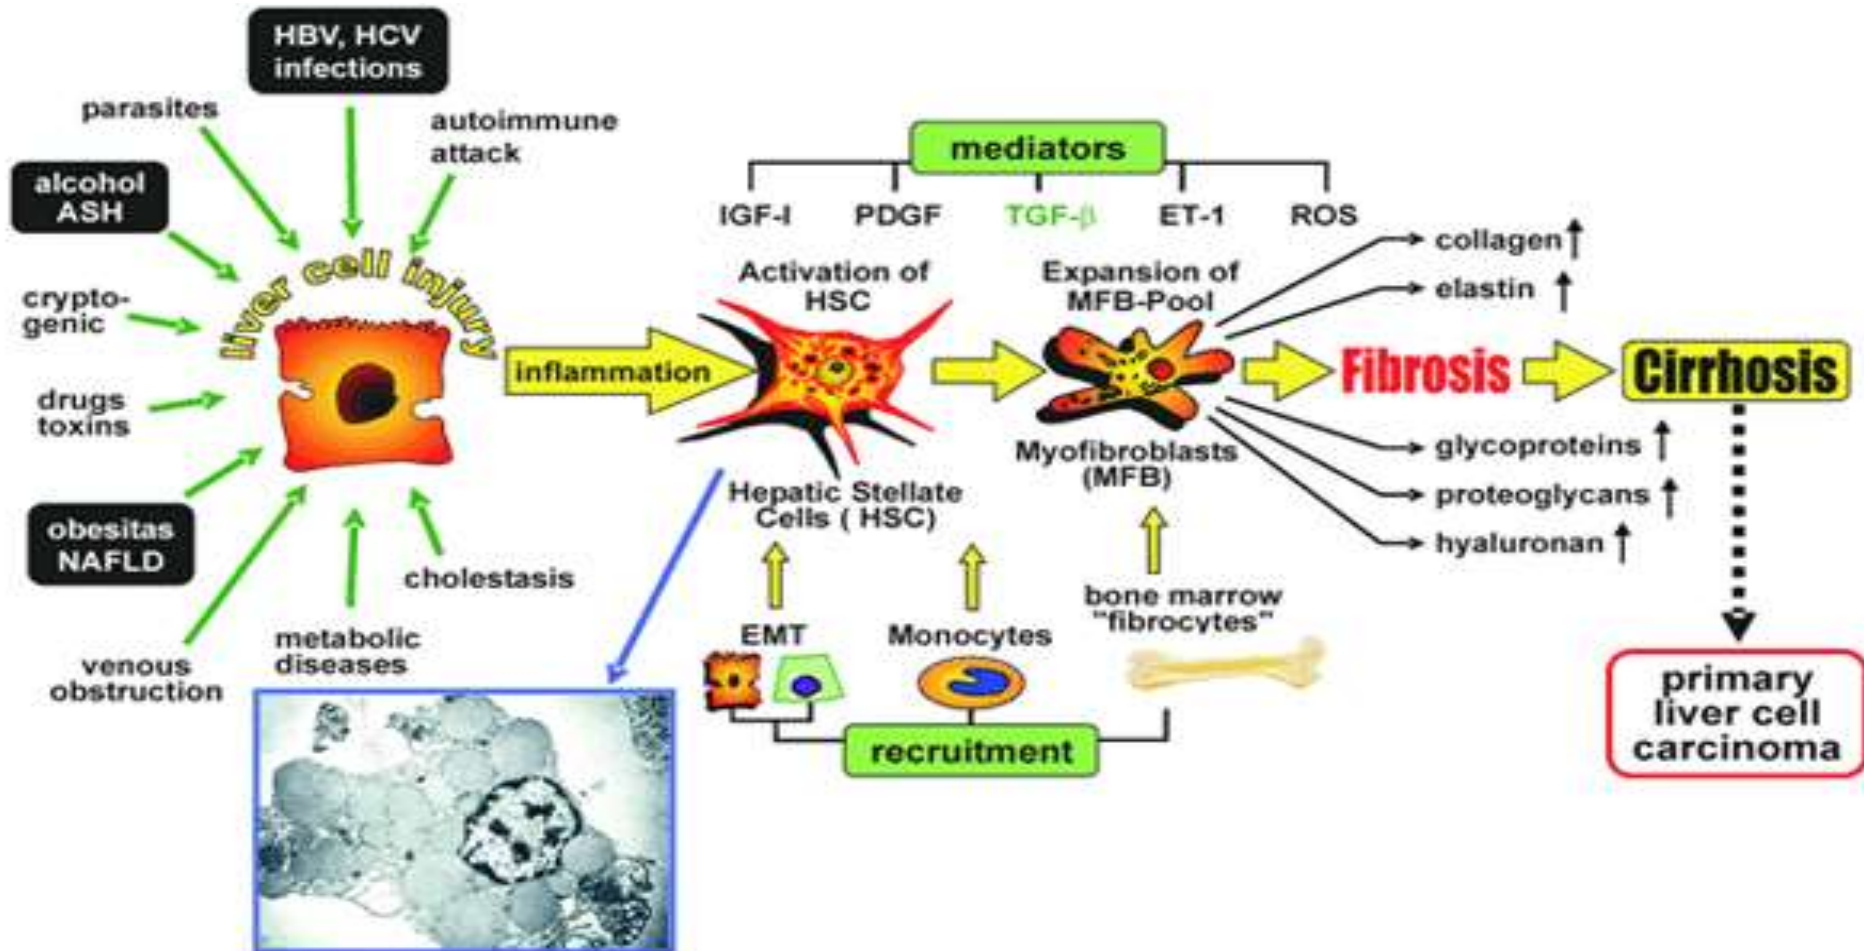 HBV, HCV
infections
parasites
autoimmune
attack
alcohol
ASH
liver cell injury
crypto-
genic
drugs
toxins
obesitas
NAFLD
venous
obstruction
metabolic
diseases
cholestasis
inflammation
mediators
IGF-I
PDGF
TGF-β
ET-1
ROS
Activation of
HSC
Hepatic Stellate
Cells ( HSC)
Expansion of
MFB-Pool
Myofibroblasts
(MFB)
collagen↑
elastin ↑
Fibrosis
Cirrhosis
glycoproteins ↑
proteoglycans ↑
hyaluronan ↑
EMT
Monocytes
bone marrow
"fibrocytes"
recruitment
primary
liver cell
carcinoma